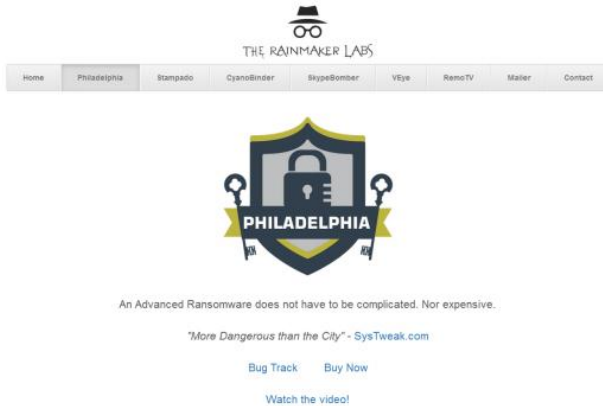 THE RAINMAKER LABS
Home Philadelphia Stampado CyanoBinder SkypeBomber VEye RemoTV Mailer Contact
PHILADELPHIA
An Advanced Ransomware does not have to be complicated. Nor expensive.
"More Dangerous than the City" - SysTweak.com
Bug Track Buy Now
Watch the video!